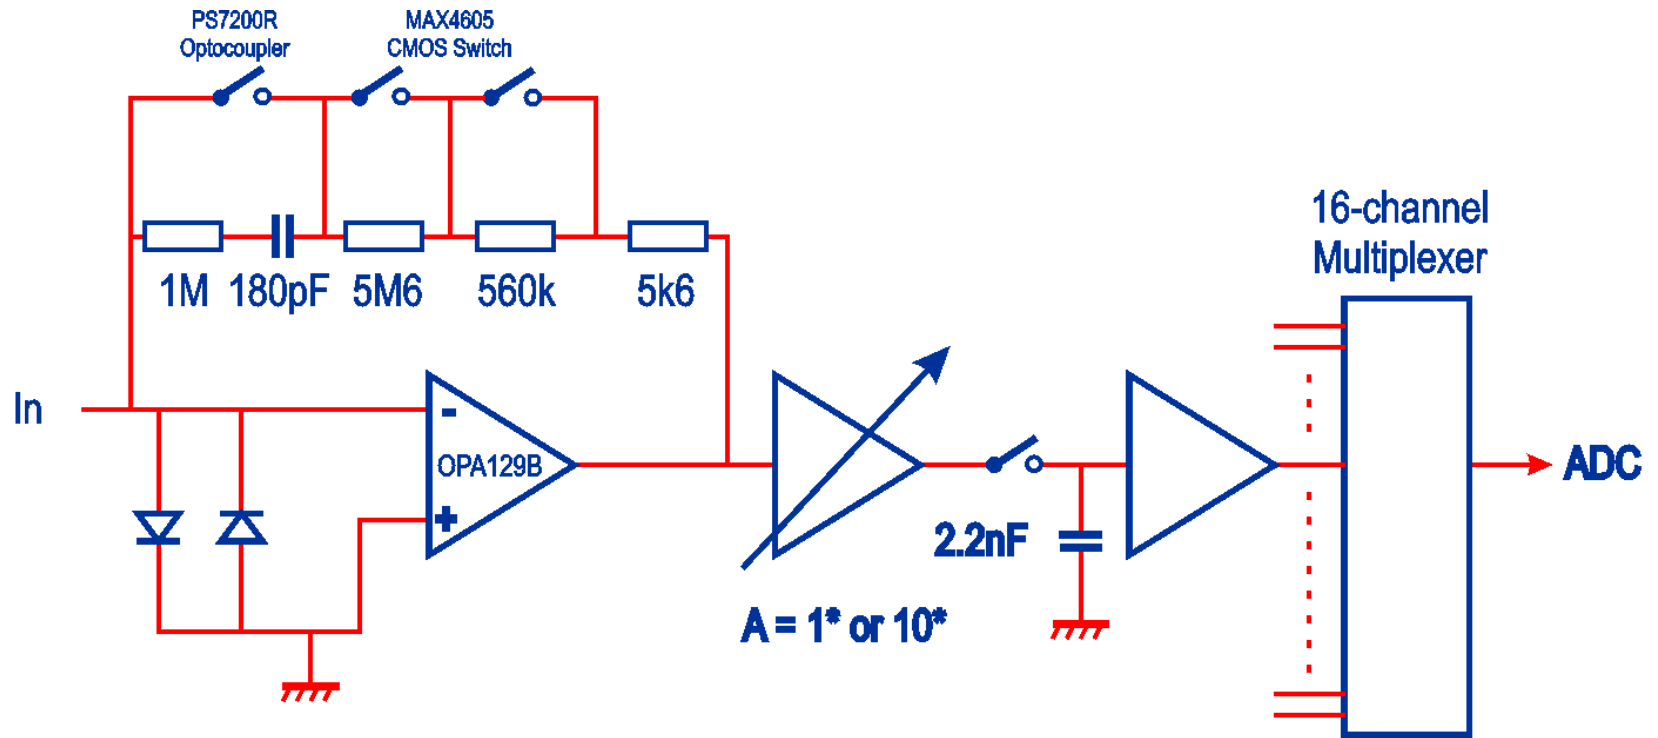 PS7200R
Optocoupler
MAX4605
CMOS Switch
16-channel
Multiplexer
1M
180pF
5M6
560k
5k6
In
-
OPA129B
+
ADC
2.2nF
A = 1* or 10*